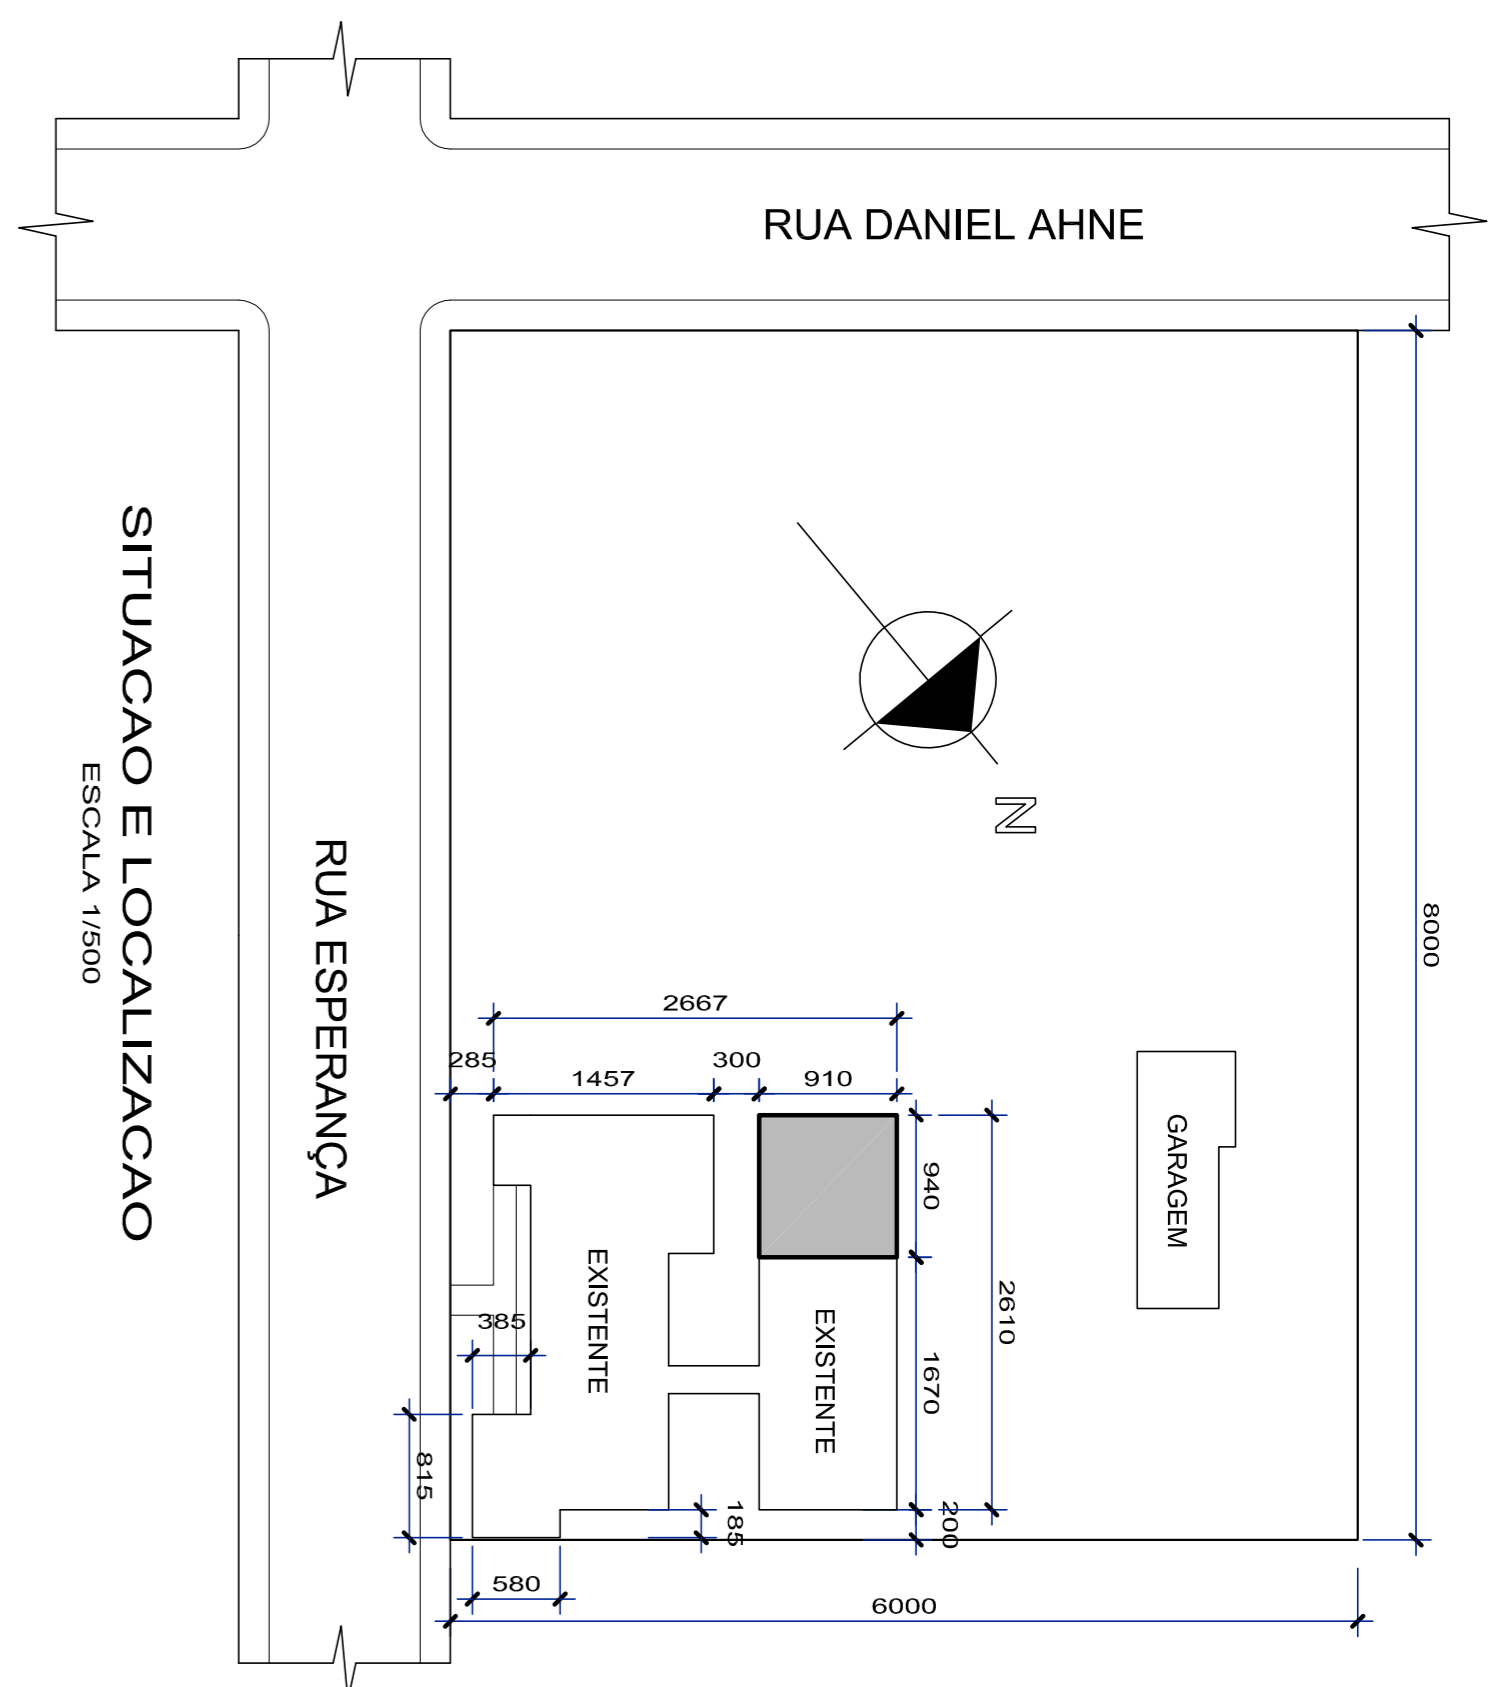 RUA DANIEL AHNE
SITUACAO E LOCALIZACAO
ESCALA 1/500
RUA ESPERANÇA
N
8000
2667
285
1457
300
910
940
2610
1670
GARAGEM
EXISTENTE
EXISTENTE
385
815
185
200
580
6000